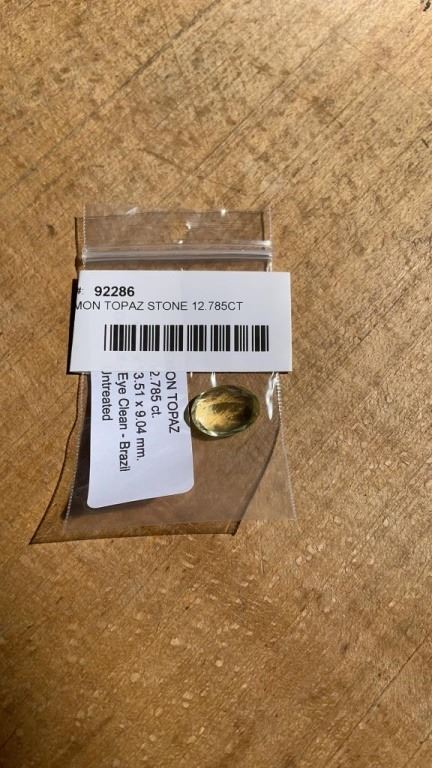 #: 92286
MON TOPAZ STONE 12.785CT
ON TOPAZ
2.785 ct.
3.51 x 9.04 mm.
Eye Clean - Brazil
Untreated